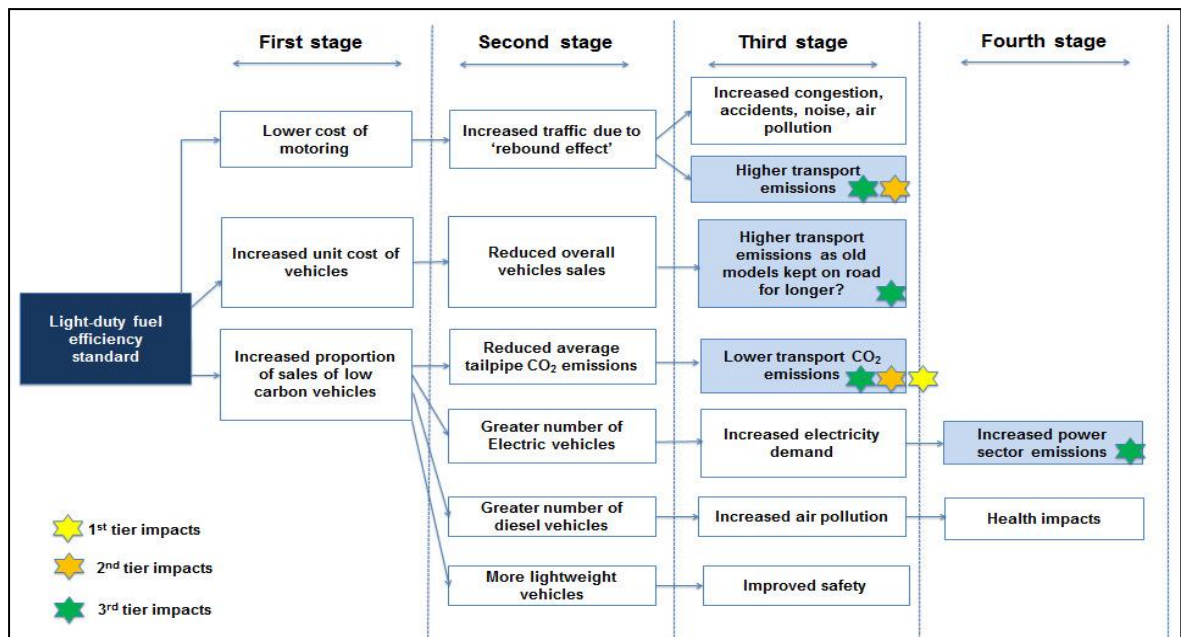 First stage
Second stage
Third stage
Fourth stage
Lower cost of
motoring
Increased traffic due to
‘rebound effect’
Increased congestion,
accidents, noise, air
pollution
Higher transport
emissions
Increased unit cost of
vehicles
Reduced overall
vehicles sales
Higher transport
emissions as old
models kept on road
for longer?
Light-duty fuel
efficiency
standard
Increased proportion
of sales of low
carbon vehicles
Reduced average
tailpipe CO₂ emissions
Lower transport CO₂
emissions
Greater number of
Electric vehicles
Increased electricity
demand
Increased power
sector emissions
Greater number of
diesel vehicles
Increased air pollution
Health impacts
More lightweight
vehicles
Improved safety
1st tier impacts
2nd tier impacts
3rd tier impacts